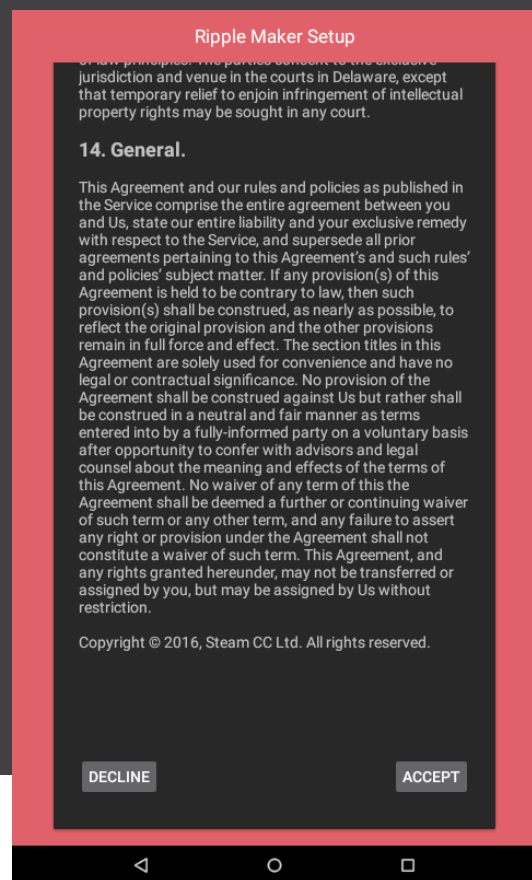 Ripple Maker Setup
of law principles. The parties consent to the exclusive
jurisdiction and venue in the courts in Delaware, except
that temporary relief to enjoin infringement of intellectual
property rights may be sought in any court.
14. General.
This Agreement and our rules and policies as published in
the Service comprise the entire agreement between you
and Us, state our entire liability and your exclusive remedy
with respect to the Service, and supersede all prior
agreements pertaining to this Agreement’s and such rules’
and policies’ subject matter. If any provision(s) of this
Agreement is held to be contrary to law, then such
provision(s) shall be construed, as nearly as possible, to
reflect the original provision and the other provisions
remain in full force and effect. The section titles in this
Agreement are solely used for convenience and have no
legal or contractual significance. No provision of the
Agreement shall be construed against Us but rather shall
be construed in a neutral and fair manner as terms
entered into by a fully-informed party on a voluntary basis
after opportunity to confer with advisors and legal
counsel about the meaning and effects of the terms of
this Agreement. No waiver of any term of this the
Agreement shall be deemed a further or continuing waiver
of such term or any other term, and any failure to assert
any right or provision under the Agreement shall not
constitute a waiver of such term. This Agreement, and
any rights granted hereunder, may not be transferred or
assigned by you, but may be assigned by Us without
restriction.
Copyright © 2016, Steam CC Ltd. All rights reserved.
DECLINE
ACCEPT